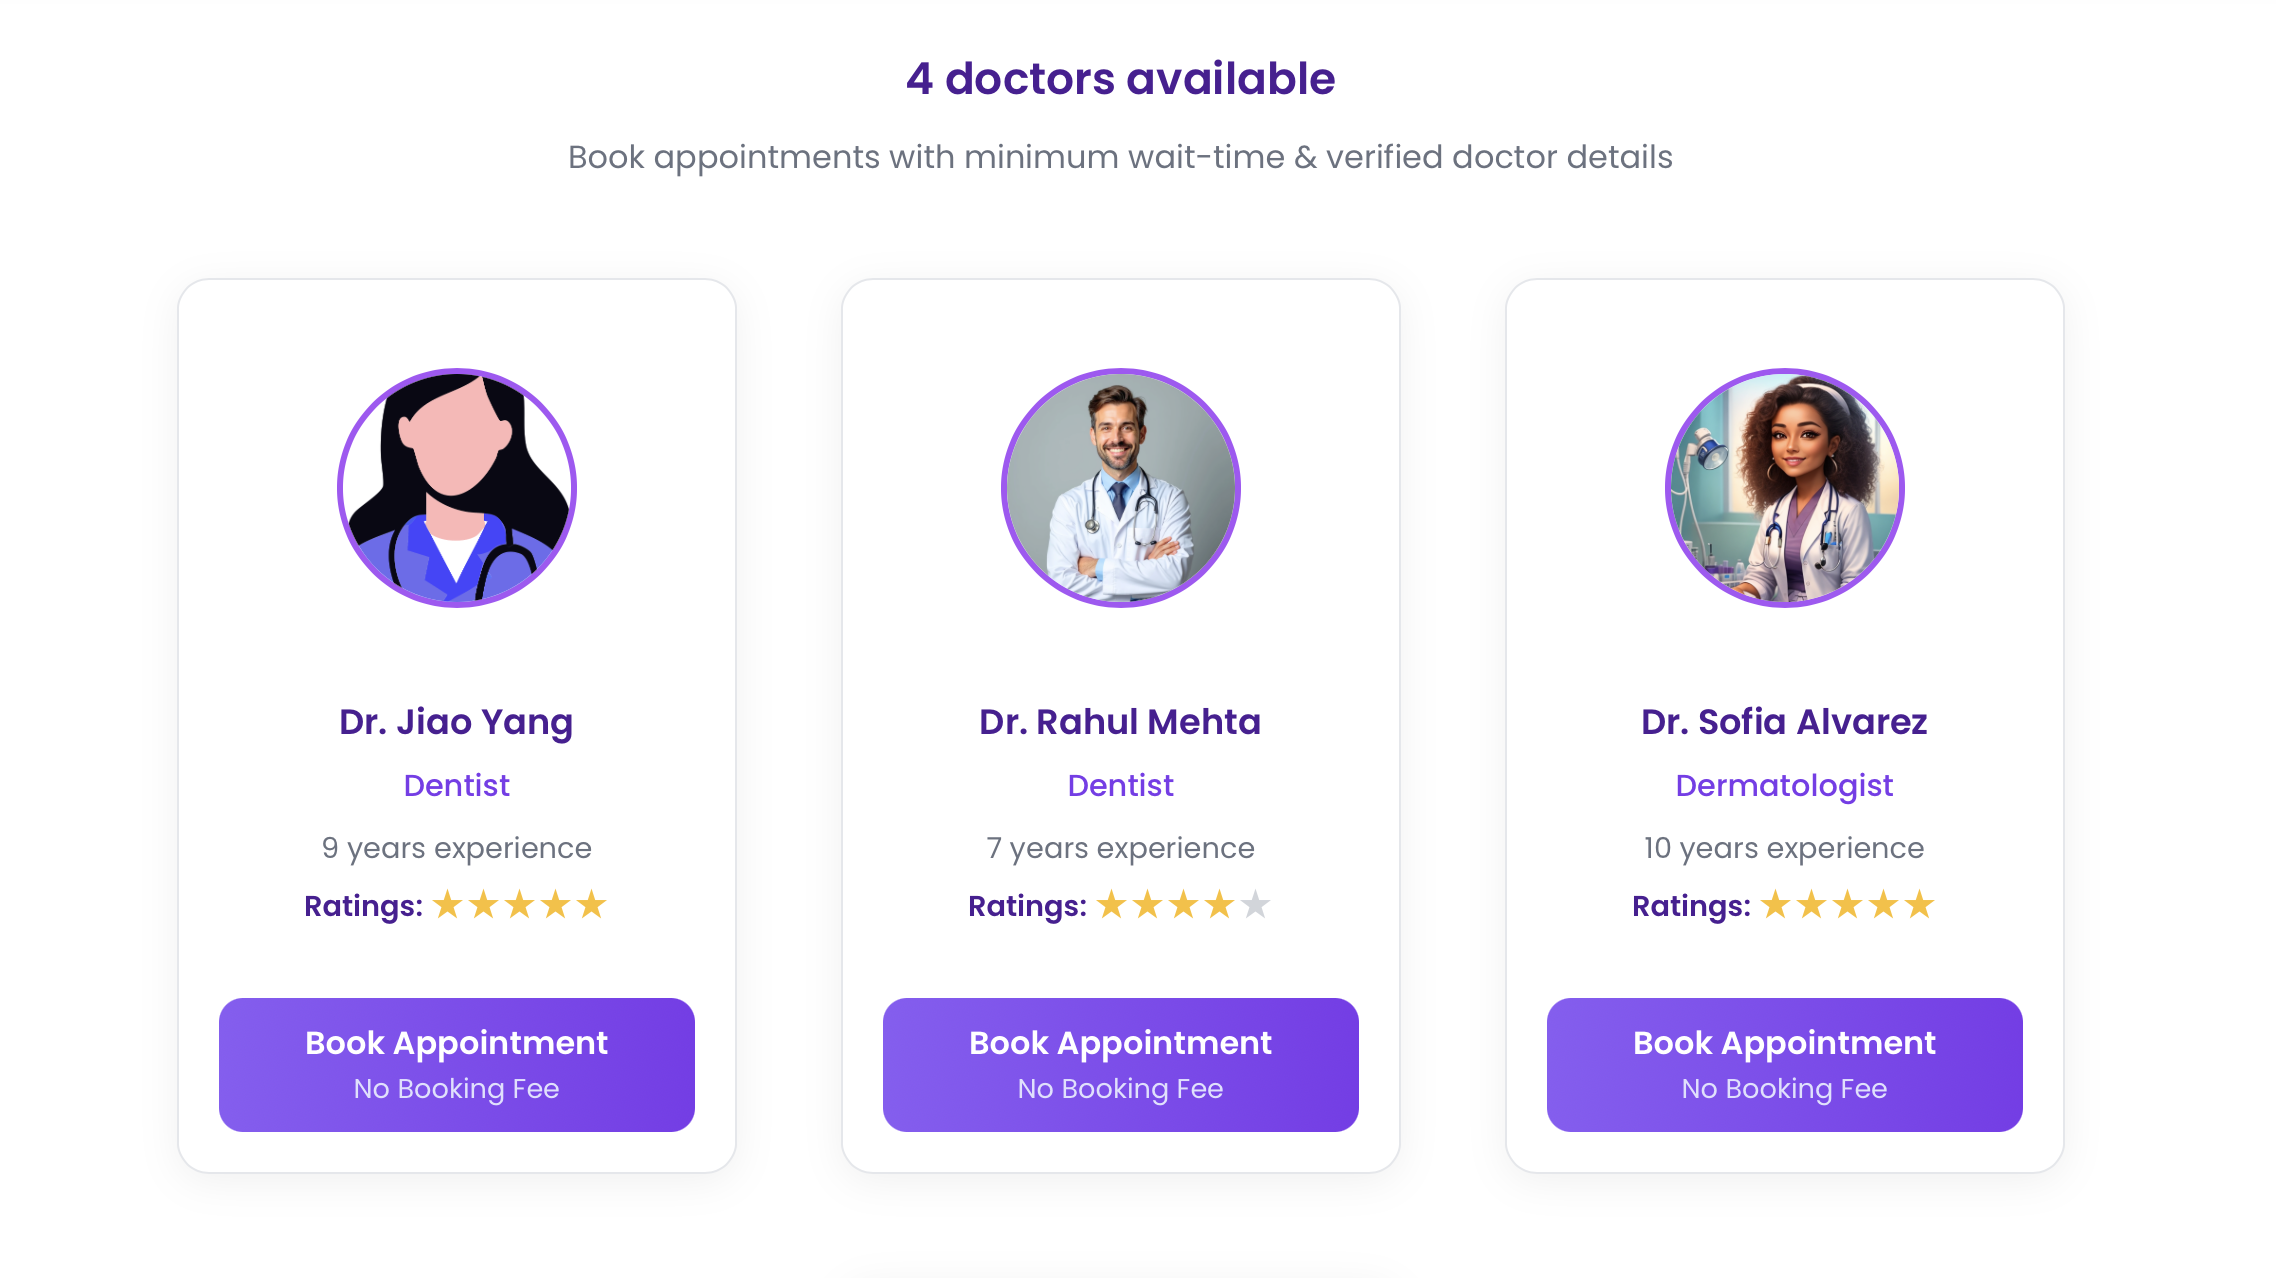 4 doctors available
Book appointments with minimum wait-time & verified doctor details
Dr. Jiao Yang
Dentist
9 years experience
Ratings: ★★★★★
Book Appointment
No Booking Fee
Dr. Rahul Mehta
Dentist
7 years experience
Ratings: ★★★★★
Book Appointment
No Booking Fee
Dr. Sofia Alvarez
Dermatologist
10 years experience
Ratings: ★★★★★
Book Appointment
No Booking Fee